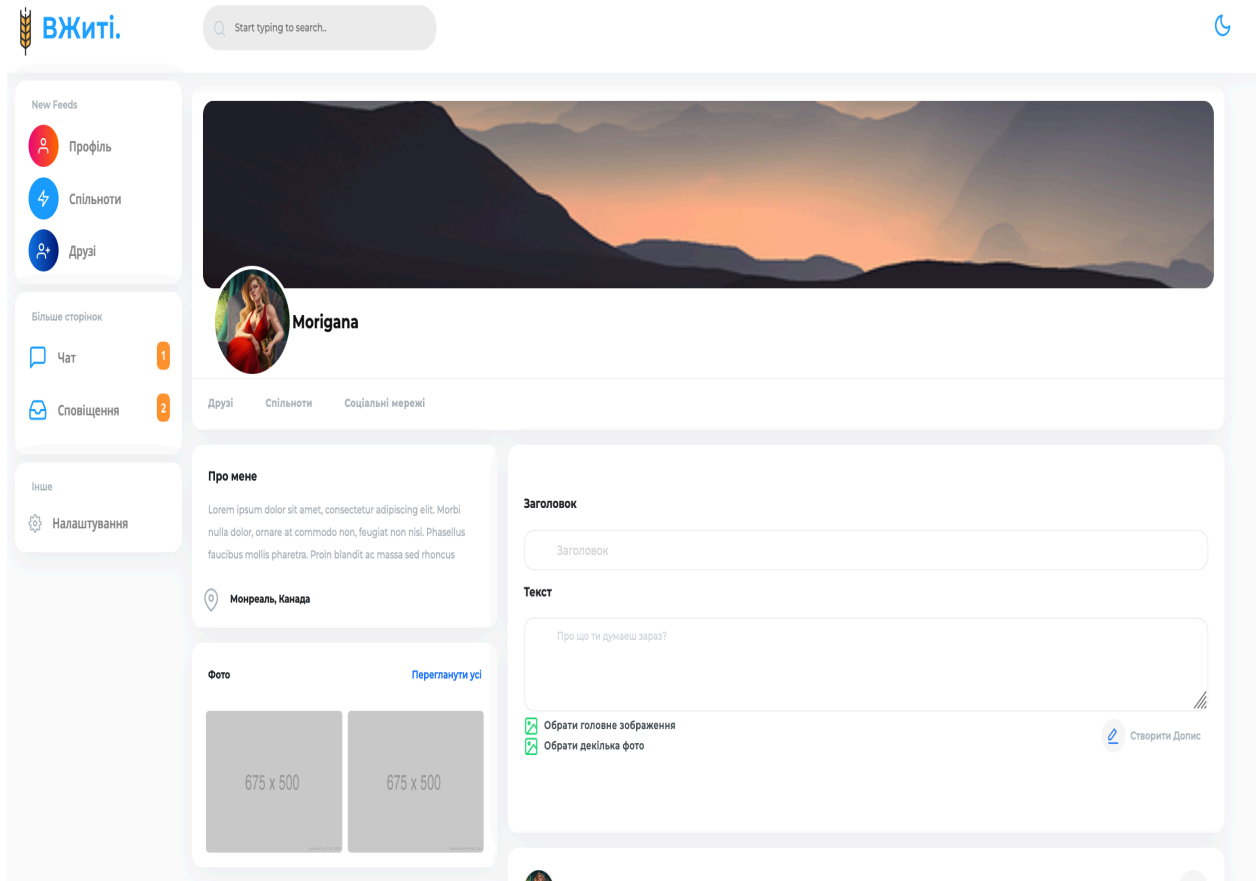 ВЖиті.
Start typing to search..
New Feeds
Профіль
Спільноти
Друзі
Більше сторінок
Чат
1
Сповіщення
2
Інше
Налаштування
Morigana
Друзі
Спільноти
Соціальні мережі
Про мене
Lorem ipsum dolor sit amet, consectetur adipiscing elit. Morbi
nulla dolor, ornare at commodo non, feugiat non nisi. Phasellus
faucibus mollis pharetra. Proin blandit ac massa sed rhoncus
Монреаль, Канада
Фото
Переглянути усі
675 x 500
675 x 500
Заголовок
Заголовок
Текст
Про що ти думаеш зараз?
Обрати головне зображення
Обрати декілька фото
Створити Допис